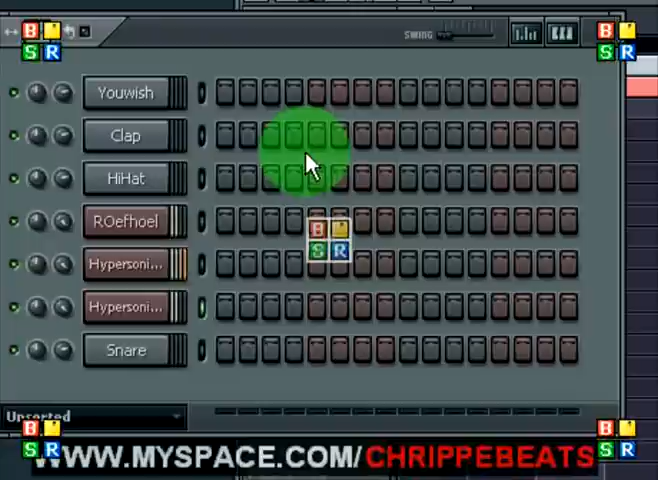 B
S R
SWING
B
S R
Youwish
Clap
HiHat
ROefhoel
B
S R
Hypersoni...
Hypersoni...
Snare
Unsorted
B
S R
B
S R
WWW.MYSPACE.COM/CHRIPPEBEATS